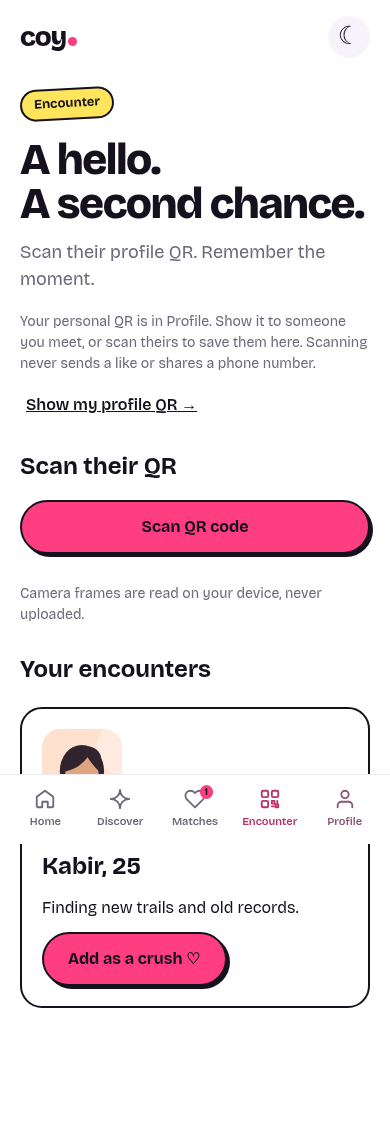 coy.
Encounter
A hello.
A second chance.
Scan their profile QR. Remember the
moment.
Your personal QR is in Profile. Show it to someone
you meet, or scan theirs to save them here. Scanning
never sends a like or shares a phone number.
Show my profile QR →
Scan their QR
Scan QR code
Camera frames are read on your device, never
uploaded.
Your encounters
1
Home Discover Matches Encounter Profile
Kabir, 25
Finding new trails and old records.
Add as a crush ♡